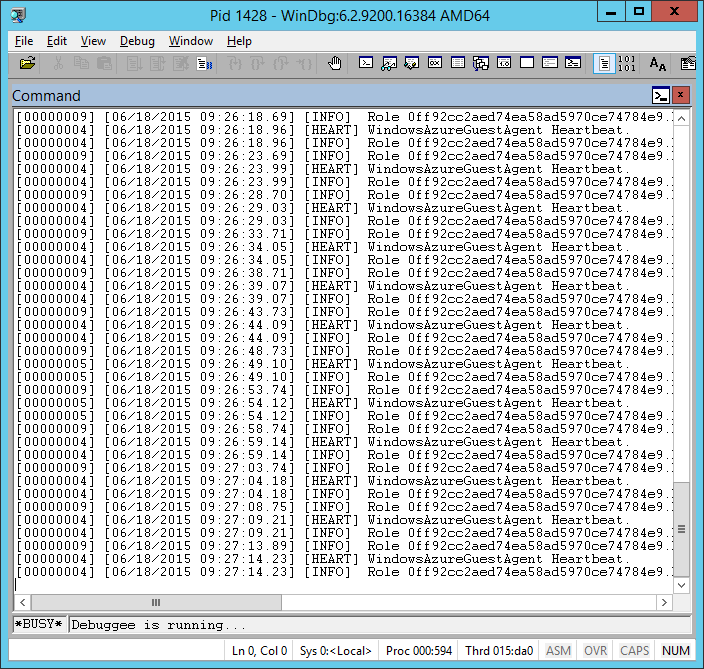 Pid 1428 - WinDbg:6.2.9200.16384 AMD64
File Edit View Debug Window Help
Command
[00000009] [06/18/2015 09:26:18.69] [INFO]  Role 0ff92cc2aed74ea58ad5970ce74784e9.
[00000004] [06/18/2015 09:26:18.96] [HEART] WindowsAzureGuestAgent Heartbeat.
[00000004] [06/18/2015 09:26:18.96] [INFO]  Role 0ff92cc2aed74ea58ad5970ce74784e9.
[00000009] [06/18/2015 09:26:23.69] [INFO]  Role 0ff92cc2aed74ea58ad5970ce74784e9.
[00000004] [06/18/2015 09:26:23.99] [HEART] WindowsAzureGuestAgent Heartbeat.
[00000004] [06/18/2015 09:26:23.99] [INFO]  Role 0ff92cc2aed74ea58ad5970ce74784e9.
[00000009] [06/18/2015 09:26:28.70] [INFO]  Role 0ff92cc2aed74ea58ad5970ce74784e9.
[00000004] [06/18/2015 09:26:29.03] [HEART] WindowsAzureGuestAgent Heartbeat.
[00000004] [06/18/2015 09:26:29.03] [INFO]  Role 0ff92cc2aed74ea58ad5970ce74784e9.
[00000009] [06/18/2015 09:26:33.71] [INFO]  Role 0ff92cc2aed74ea58ad5970ce74784e9.
[00000004] [06/18/2015 09:26:34.05] [HEART] WindowsAzureGuestAgent Heartbeat.
[00000004] [06/18/2015 09:26:34.05] [INFO]  Role 0ff92cc2aed74ea58ad5970ce74784e9.
[00000009] [06/18/2015 09:26:38.71] [INFO]  Role 0ff92cc2aed74ea58ad5970ce74784e9.
[00000004] [06/18/2015 09:26:39.07] [HEART] WindowsAzureGuestAgent Heartbeat.
[00000004] [06/18/2015 09:26:39.07] [INFO]  Role 0ff92cc2aed74ea58ad5970ce74784e9.
[00000009] [06/18/2015 09:26:43.73] [INFO]  Role 0ff92cc2aed74ea58ad5970ce74784e9.
[00000004] [06/18/2015 09:26:44.09] [HEART] WindowsAzureGuestAgent Heartbeat.
[00000004] [06/18/2015 09:26:44.09] [INFO]  Role 0ff92cc2aed74ea58ad5970ce74784e9.
[00000009] [06/18/2015 09:26:48.73] [INFO]  Role 0ff92cc2aed74ea58ad5970ce74784e9.
[00000005] [06/18/2015 09:26:49.10] [HEART] WindowsAzureGuestAgent Heartbeat.
[00000005] [06/18/2015 09:26:49.10] [INFO]  Role 0ff92cc2aed74ea58ad5970ce74784e9.
[00000009] [06/18/2015 09:26:53.74] [INFO]  Role 0ff92cc2aed74ea58ad5970ce74784e9.
[00000005] [06/18/2015 09:26:54.12] [HEART] WindowsAzureGuestAgent Heartbeat.
[00000005] [06/18/2015 09:26:54.12] [INFO]  Role 0ff92cc2aed74ea58ad5970ce74784e9.
[00000009] [06/18/2015 09:26:58.74] [INFO]  Role 0ff92cc2aed74ea58ad5970ce74784e9.
[00000004] [06/18/2015 09:26:59.14] [HEART] WindowsAzureGuestAgent Heartbeat.
[00000004] [06/18/2015 09:26:59.14] [INFO]  Role 0ff92cc2aed74ea58ad5970ce74784e9.
[00000009] [06/18/2015 09:27:03.74] [INFO]  Role 0ff92cc2aed74ea58ad5970ce74784e9.
[00000004] [06/18/2015 09:27:04.18] [HEART] WindowsAzureGuestAgent Heartbeat.
[00000004] [06/18/2015 09:27:04.18] [INFO]  Role 0ff92cc2aed74ea58ad5970ce74784e9.
[00000009] [06/18/2015 09:27:08.75] [INFO]  Role 0ff92cc2aed74ea58ad5970ce74784e9.
[00000004] [06/18/2015 09:27:09.21] [HEART] WindowsAzureGuestAgent Heartbeat.
[00000004] [06/18/2015 09:27:09.21] [INFO]  Role 0ff92cc2aed74ea58ad5970ce74784e9.
[00000009] [06/18/2015 09:27:13.89] [INFO]  Role 0ff92cc2aed74ea58ad5970ce74784e9.
[00000004] [06/18/2015 09:27:14.23] [HEART] WindowsAzureGuestAgent Heartbeat.
[00000004] [06/18/2015 09:27:14.23] [INFO]  Role 0ff92cc2aed74ea58ad5970ce74784e9.
*BUSY* Debuggee is running...
Ln 0, Col 0 Sys 0:<Local> Proc 000:594 Thrd 015:da0 ASM OVR CAPS NUM